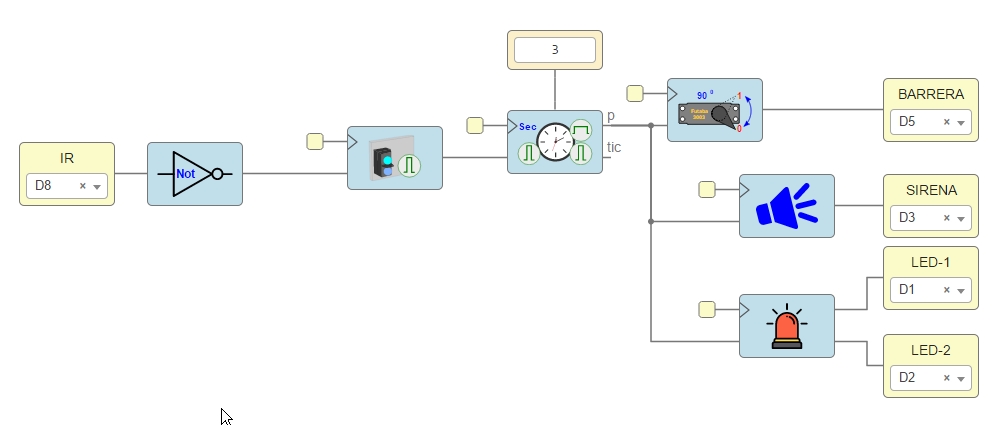 3
90 º
1
BARRERA
Futaba
3003
p
D5 ×
Sec
0
IR
tic
Not
D8 ×
SIRENA
D3 ×
LED-1
D1 ×
LED-2
D2 ×